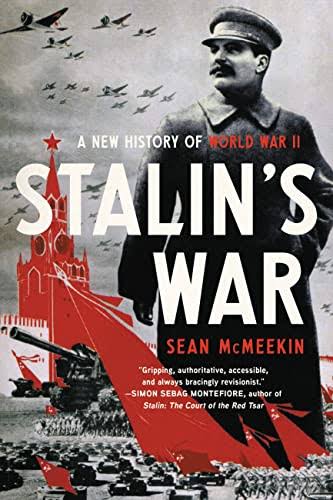 A NEW HISTORY OF WORLD WAR II
STALIN'S
WAR
SEAN McMEEKIN
"Gripping, authoritative, accessible,
and always bracingly revisionist."
—SIMON SEBAG MONTEFIORE, author of
Stalin: The Court of the Red Tsar